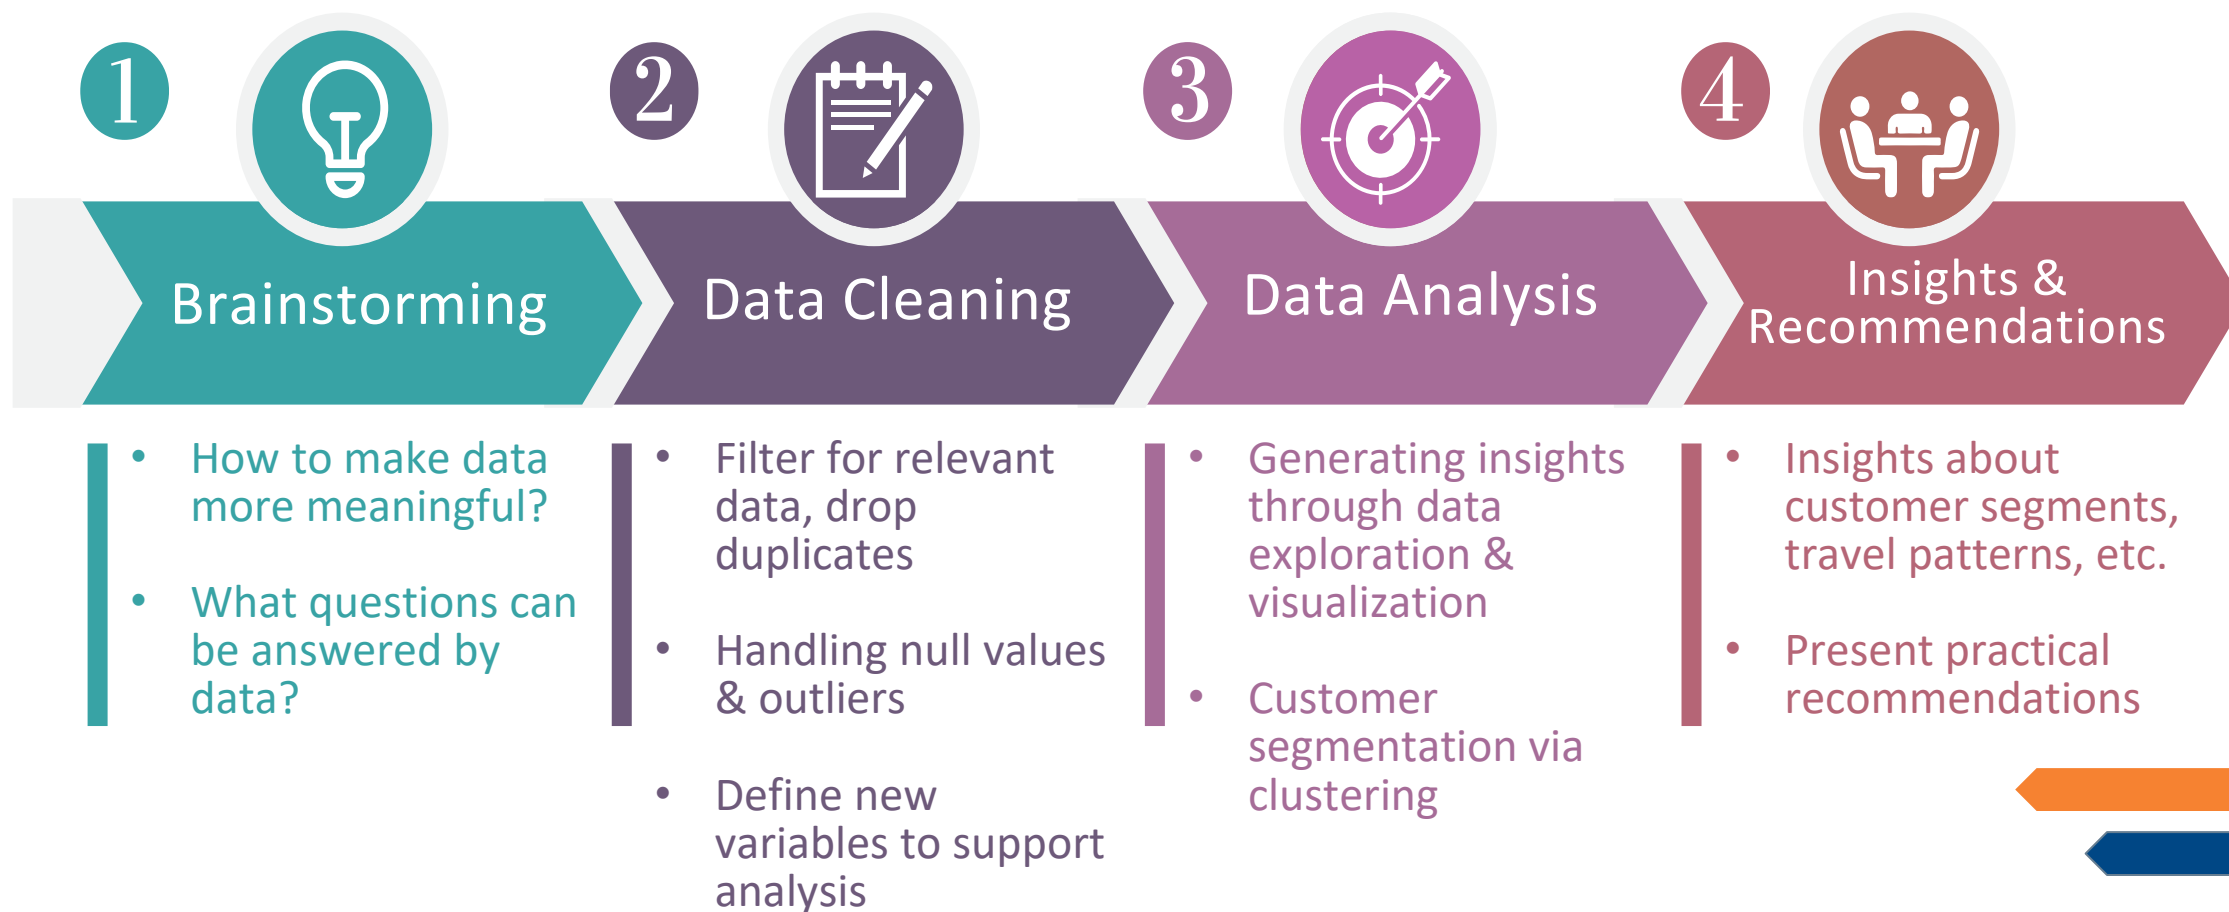 1
2
3
4
Brainstorming
Data Cleaning
Data Analysis
Insights &
Recommendations
• How to make data
more meaningful?
• What questions can
be answered by
data?
• Filter for relevant
data, drop
duplicates
• Handling null values
& outliers
• Define new
variables to support
analysis
• Generating insights
through data
exploration &
visualization
• Customer
segmentation via
clustering
• Insights about
customer segments,
travel patterns, etc.
• Present practical
recommendations